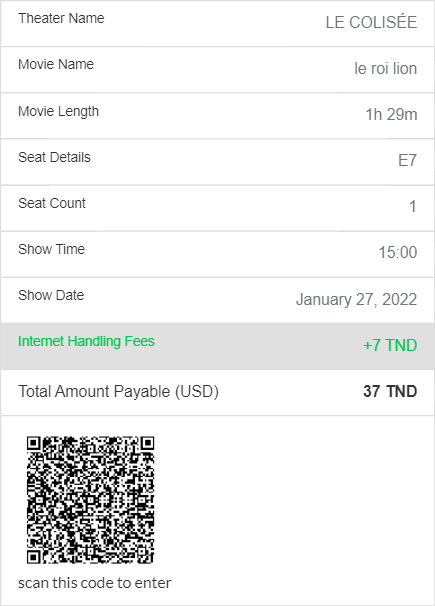 Theater Name LE COLISÉE
Movie Name le roi lion
Movie Length 1h 29m
Seat Details E7
Seat Count 1
Show Time 15:00
Show Date January 27, 2022
Internet Handling Fees +7 TND
Total Amount Payable (USD) 37 TND
scan this code to enter